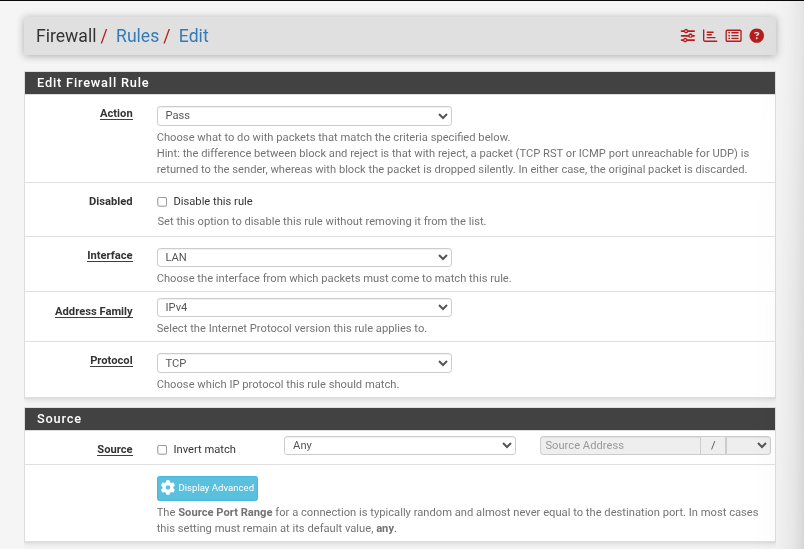 Firewall / Rules / Edit
Edit Firewall Rule
Action
Pass
Choose what to do with packets that match the criteria specified below.
Hint: the difference between block and reject is that with reject, a packet (TCP RST or ICMP port unreachable for UDP) is
returned to the sender, whereas with block the packet is dropped silently. In either case, the original packet is discarded.
Disabled
Disable this rule
Set this option to disable this rule without removing it from the list.
Interface
LAN
Choose the interface from which packets must come to match this rule.
Address Family
IPv4
Select the Internet Protocol version this rule applies to.
Protocol
TCP
Choose which IP protocol this rule should match.
Source
Source
Invert match
Any
Source Address
/
Display Advanced
The Source Port Range for a connection is typically random and almost never equal to the destination port. In most cases
this setting must remain at its default value, any.